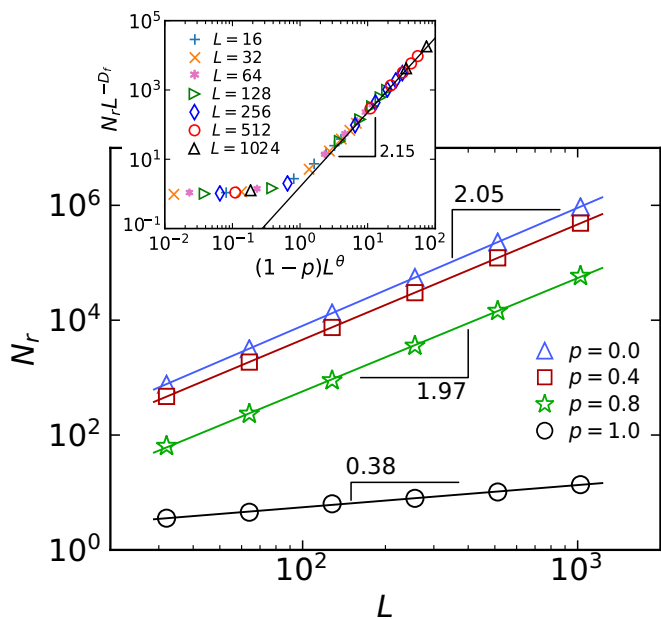 N_r L^{-D_f}
10^5
10^3
10^1
10^{-1}
L = 16
L = 32
L = 64
L = 128
L = 256
L = 512
L = 1024
2.15
10^{-2} 10^{-1} 10^0 10^1 10^2
(1−p)L^θ
N_r
10^6
10^4
10^2
10^0
2.05
1.97
0.38
p = 0.0
p = 0.4
p = 0.8
p = 1.0
10^2 10^3
L